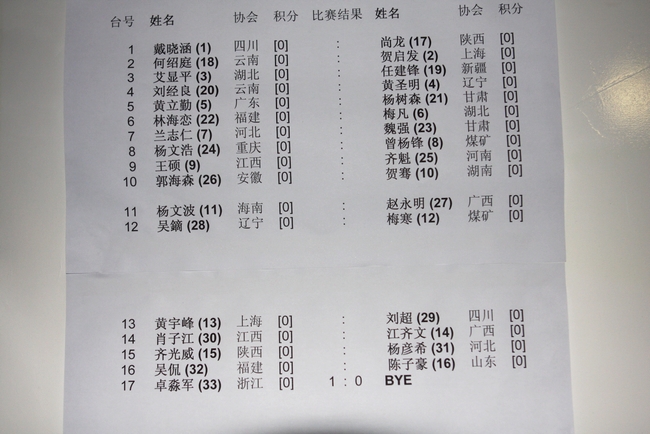 台号 姓名 协会 积分 比赛结果 姓名 协会 积分
1 戴晓涵 (1) 四川 [0] : 尚龙 (17) 陕西 [0]
2 何绍庭 (18) 云南 [0] : 贺启发 (2) 上海 [0]
3 艾显平 (3) 湖北 [0] : 任建锋 (19) 新疆 [0]
4 刘经良 (20) 云南 [0] : 黄圣明 (4) 辽宁 [0]
5 黄立勤 (5) 广东 [0] : 杨树森 (21) 甘肃 [0]
6 林海恋 (22) 福建 [0] : 梅凡 (6) 湖北 [0]
7 兰志仁 (7) 河北 [0] : 魏强 (23) 甘肃 [0]
8 杨文浩 (24) 重庆 [0] : 曾杨锋 (8) 煤矿 [0]
9 王硕 (9) 江西 [0] : 齐魁 (25) 河南 [0]
10 郭海森 (26) 安徽 [0] : 贺骞 (10) 湖南 [0]
11 杨文波 (11) 海南 [0] : 赵永明 (27) 广西 [0]
12 吴鏑 (28) 辽宁 [0] : 梅寒 (12) 煤矿 [0]
13 黄宇峰 (13) 上海 [0] : 刘超 (29) 四川 [0]
14 肖子江 (30) 江西 [0] : 江齐文 (14) 广西 [0]
15 齐光威 (15) 陕西 [0] : 杨彦希 (31) 河北 [0]
16 吴侃 (32) 福建 [0] : 陈子豪 (16) 山东 [0]
17 卓淼军 (33) 浙江 [0] 1 : 0 BYE